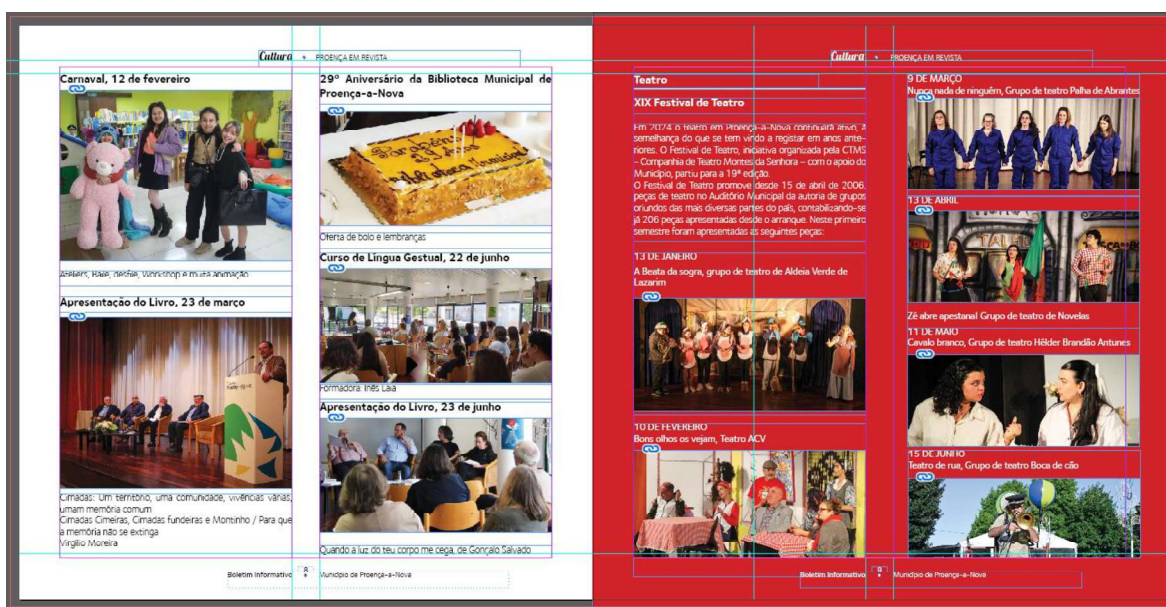 Cultura • PROENÇA EM REVISTA
Carnaval, 12 de fevereiro
Ateliers, Baile, desfile, Workshop e muita animação
Apresentação do Livro, 23 de março
Cimadas: Um território, uma comunidade, vivências várias,
umam memória comum
Cimadas Cimeiras, Cimadas fundeiras e Montinho / Para que
a memória não se extinga
Virgílio Moreira
29º Aniversário da Biblioteca Municipal de
Proença-a-Nova
Biblioteca Municipal
Oferta de bolo e lembranças
Curso de Língua Gestual, 22 de junho
Formadora: Inês Laia
Apresentação do Livro, 23 de junho
Quando a luz do teu corpo me cega, de Gonçalo Salvado
Boletim Informativo 8 • Município de Proença-a-Nova
Cultura • PROENÇA EM REVISTA
Teatro
XIX Festival de Teatro
Em 2024 o teatro em Proença-a-Nova continuará ativo, à
semelhança do que se tem vindo a registar em anos ante-
riores. O Festival de Teatro, iniciativa organizada pela CTMS
– Companhia de Teatro Montes da Senhora – com o apoio do
Município, partiu para a 19ª edição.
O Festival de Teatro promove desde 15 de abril de 2006,
peças de teatro no Auditório Municipal da autoria de grupos
oriundos das mais diversas partes do país, contabilizando-se
já 206 peças apresentadas desde o arranque. Neste primeiro
semestre foram apresentadas as seguintes peças:
13 DE JANEIRO
A Beata da sogra, grupo de teatro de Aldeia Verde de
Lazarim
10 DE FEVEREIRO
Bons olhos os vejam, Teatro ACV
9 DE MARÇO
Nunca nada de ninguém, Grupo de teatro Palha de Abrantes
13 DE ABRIL
Zé abre apestanal Grupo de teatro de Novelas
11 DE MAIO
Cavalo branco, Grupo de teatro Hélder Brandão Antunes
15 DE JUNHO
Teatro de rua, Grupo de teatro Boca de cão
Boletim Informativo 9 • Município de Proença-a-Nova